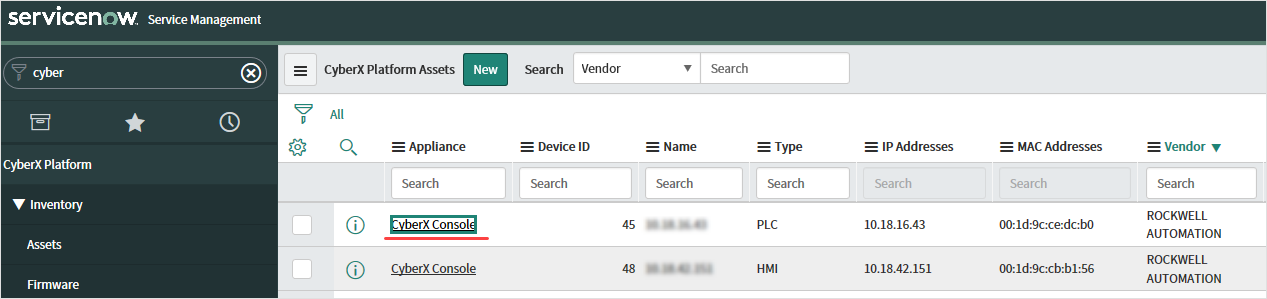 servicenow Service Management
cyber
CyberX Platform Assets New Search Vendor Search
All
CyberX Platform
Inventory
Assets
Firmware
Appliance Device ID Name Type IP Addresses MAC Addresses Vendor
Search Search Search Search Search Search Search
CyberX Console 45 PLC 10.18.16.43 00:1d:9c:ce:dc:b0 ROCKWELL AUTOMATION
CyberX Console 48 HMI 10.18.42.151 00:1d:9c:cb:b1:56 ROCKWELL AUTOMATION